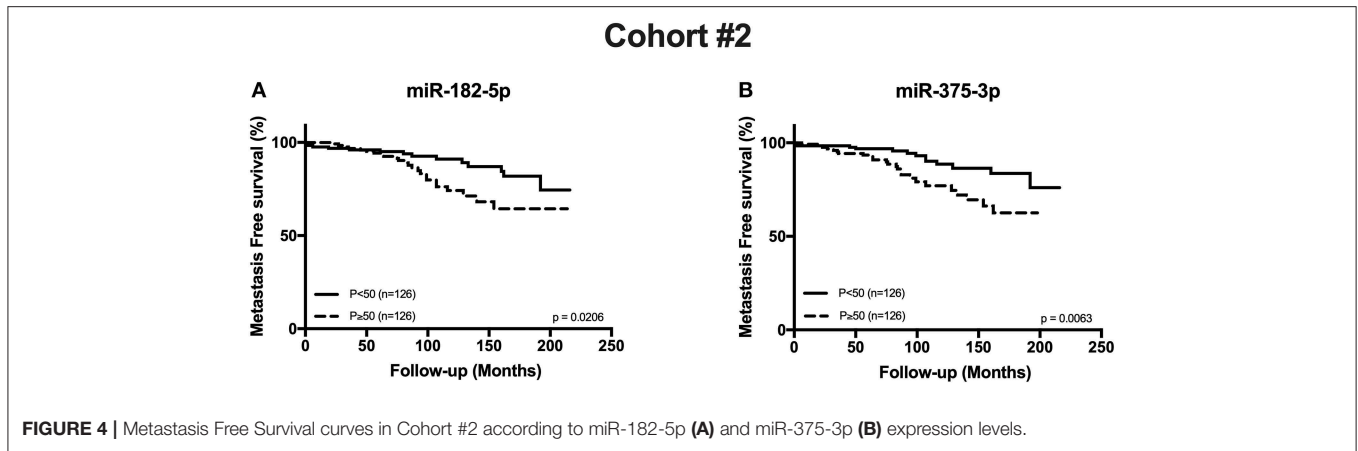 Cohort #2
A
miR-182-5p
Metastasis Free survival (%)
100
50
0
P<50 (n=126)
P≥50 (n=126)
p = 0.0206
0 50 100 150 200 250
Follow-up (Months)
B
miR-375-3p
Metastasis Free survival (%)
100
50
0
P<50 (n=126)
P≥50 (n=126)
p = 0.0063
0 50 100 150 200 250
Follow-up (Months)
FIGURE 4 | Metastasis Free Survival curves in Cohort #2 according to miR-182-5p (A) and miR-375-3p (B) expression levels.